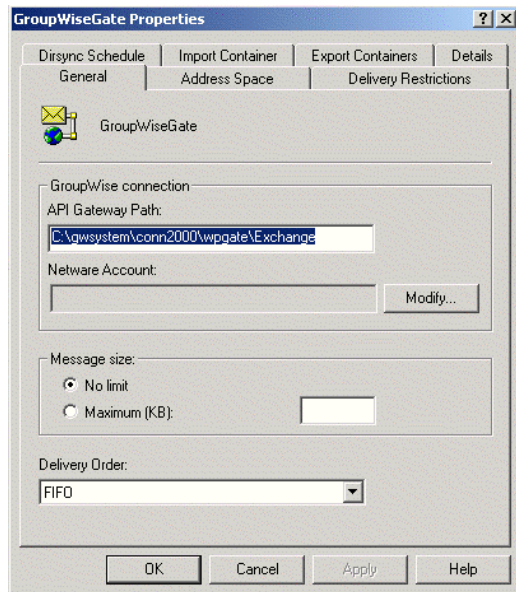 GroupWiseGate Properties
? ×
Dirsync Schedule Import Container Export Containers Details
General Address Space Delivery Restrictions
GroupWiseGate
GroupWise connection
API Gateway Path:
C:\gwsystem\conn2000\wpgate\Exchange
Netware Account:
Modify...
Message size:
No limit
Maximum (KB):
Delivery Order:
FIFO
OK Cancel Apply Help